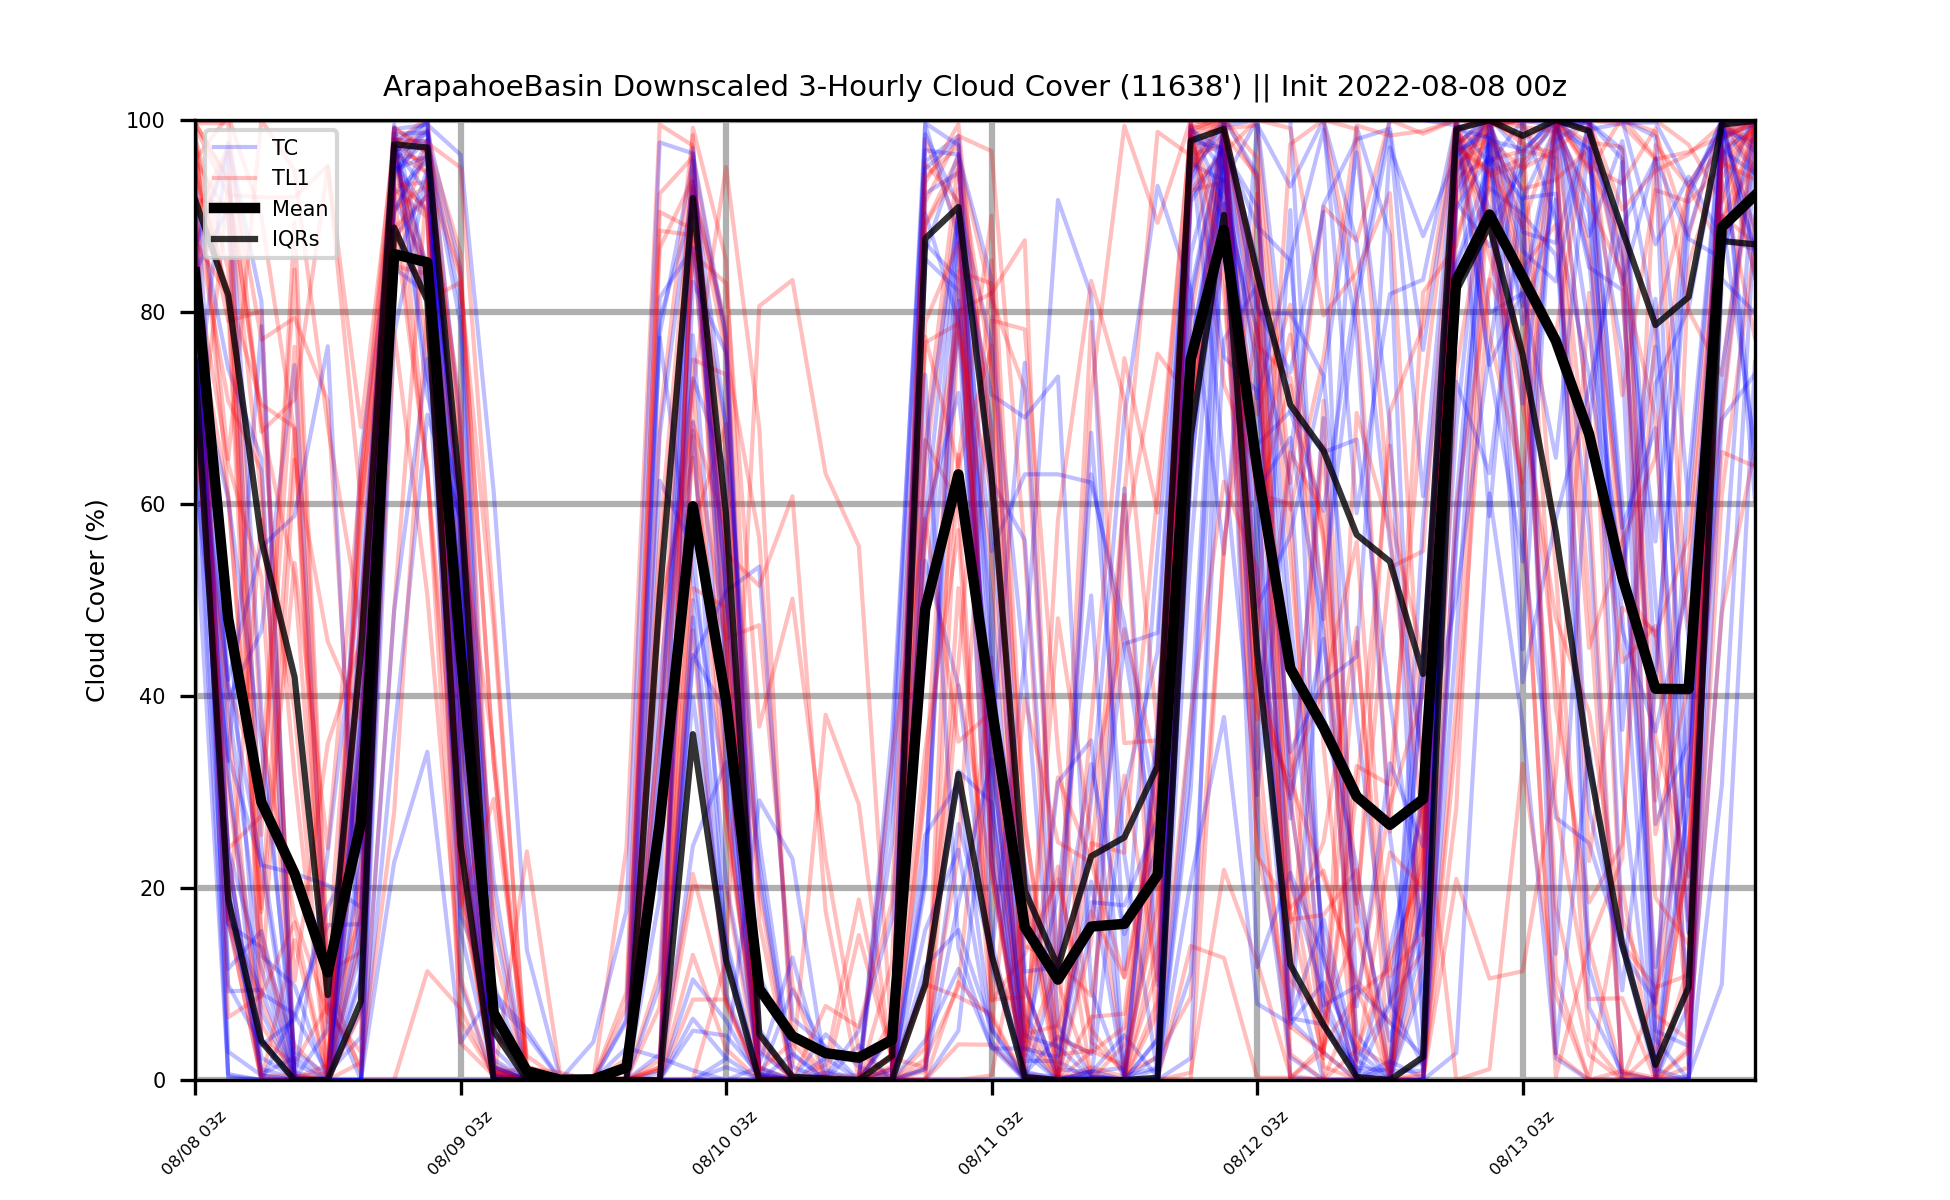 ArapahoeBasin Downscaled 3-Hourly Cloud Cover (11638') || Init 2022-08-08 00z
TC
TL1
Mean
IQRs
Cloud Cover (%)
100
80
60
40
20
0
08/08 03z
08/09 03z
08/10 03z
08/11 03z
08/12 03z
08/13 03z